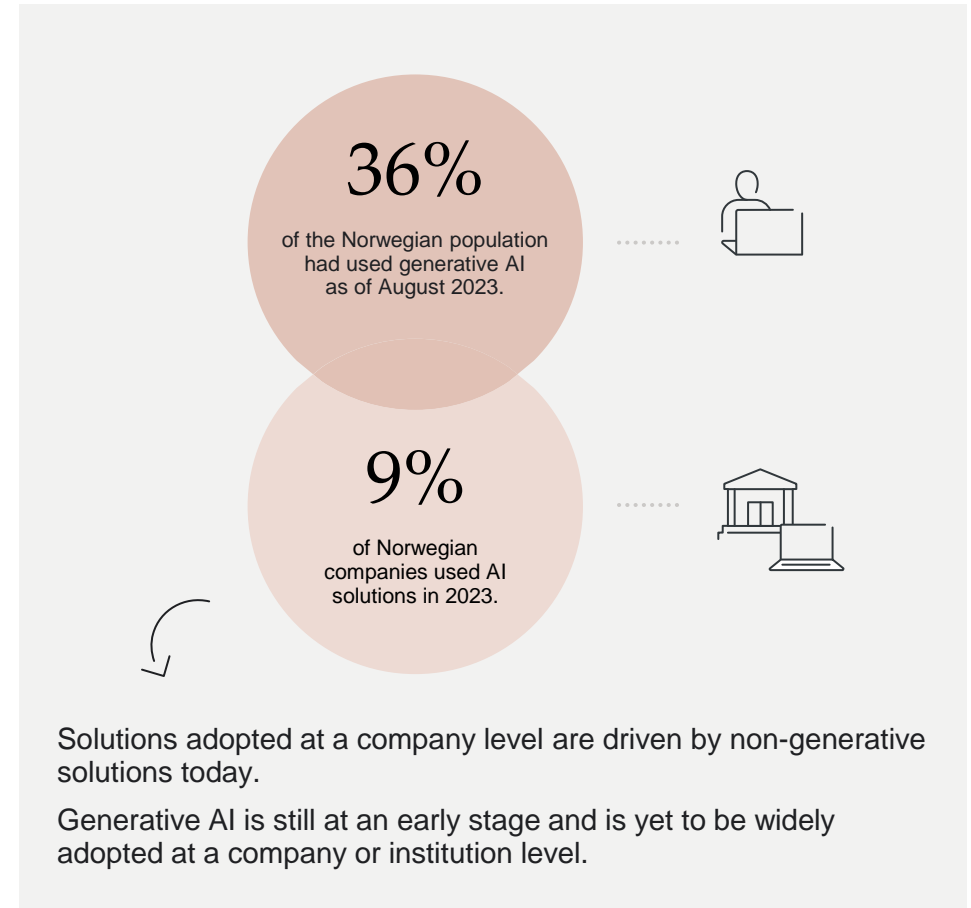 36%
of the Norwegian population
had used generative AI
as of August 2023.
9%
of Norwegian
companies used AI
solutions in 2023.
Solutions adopted at a company level are driven by non-generative
solutions today.
Generative AI is still at an early stage and is yet to be widely
adopted at a company or institution level.